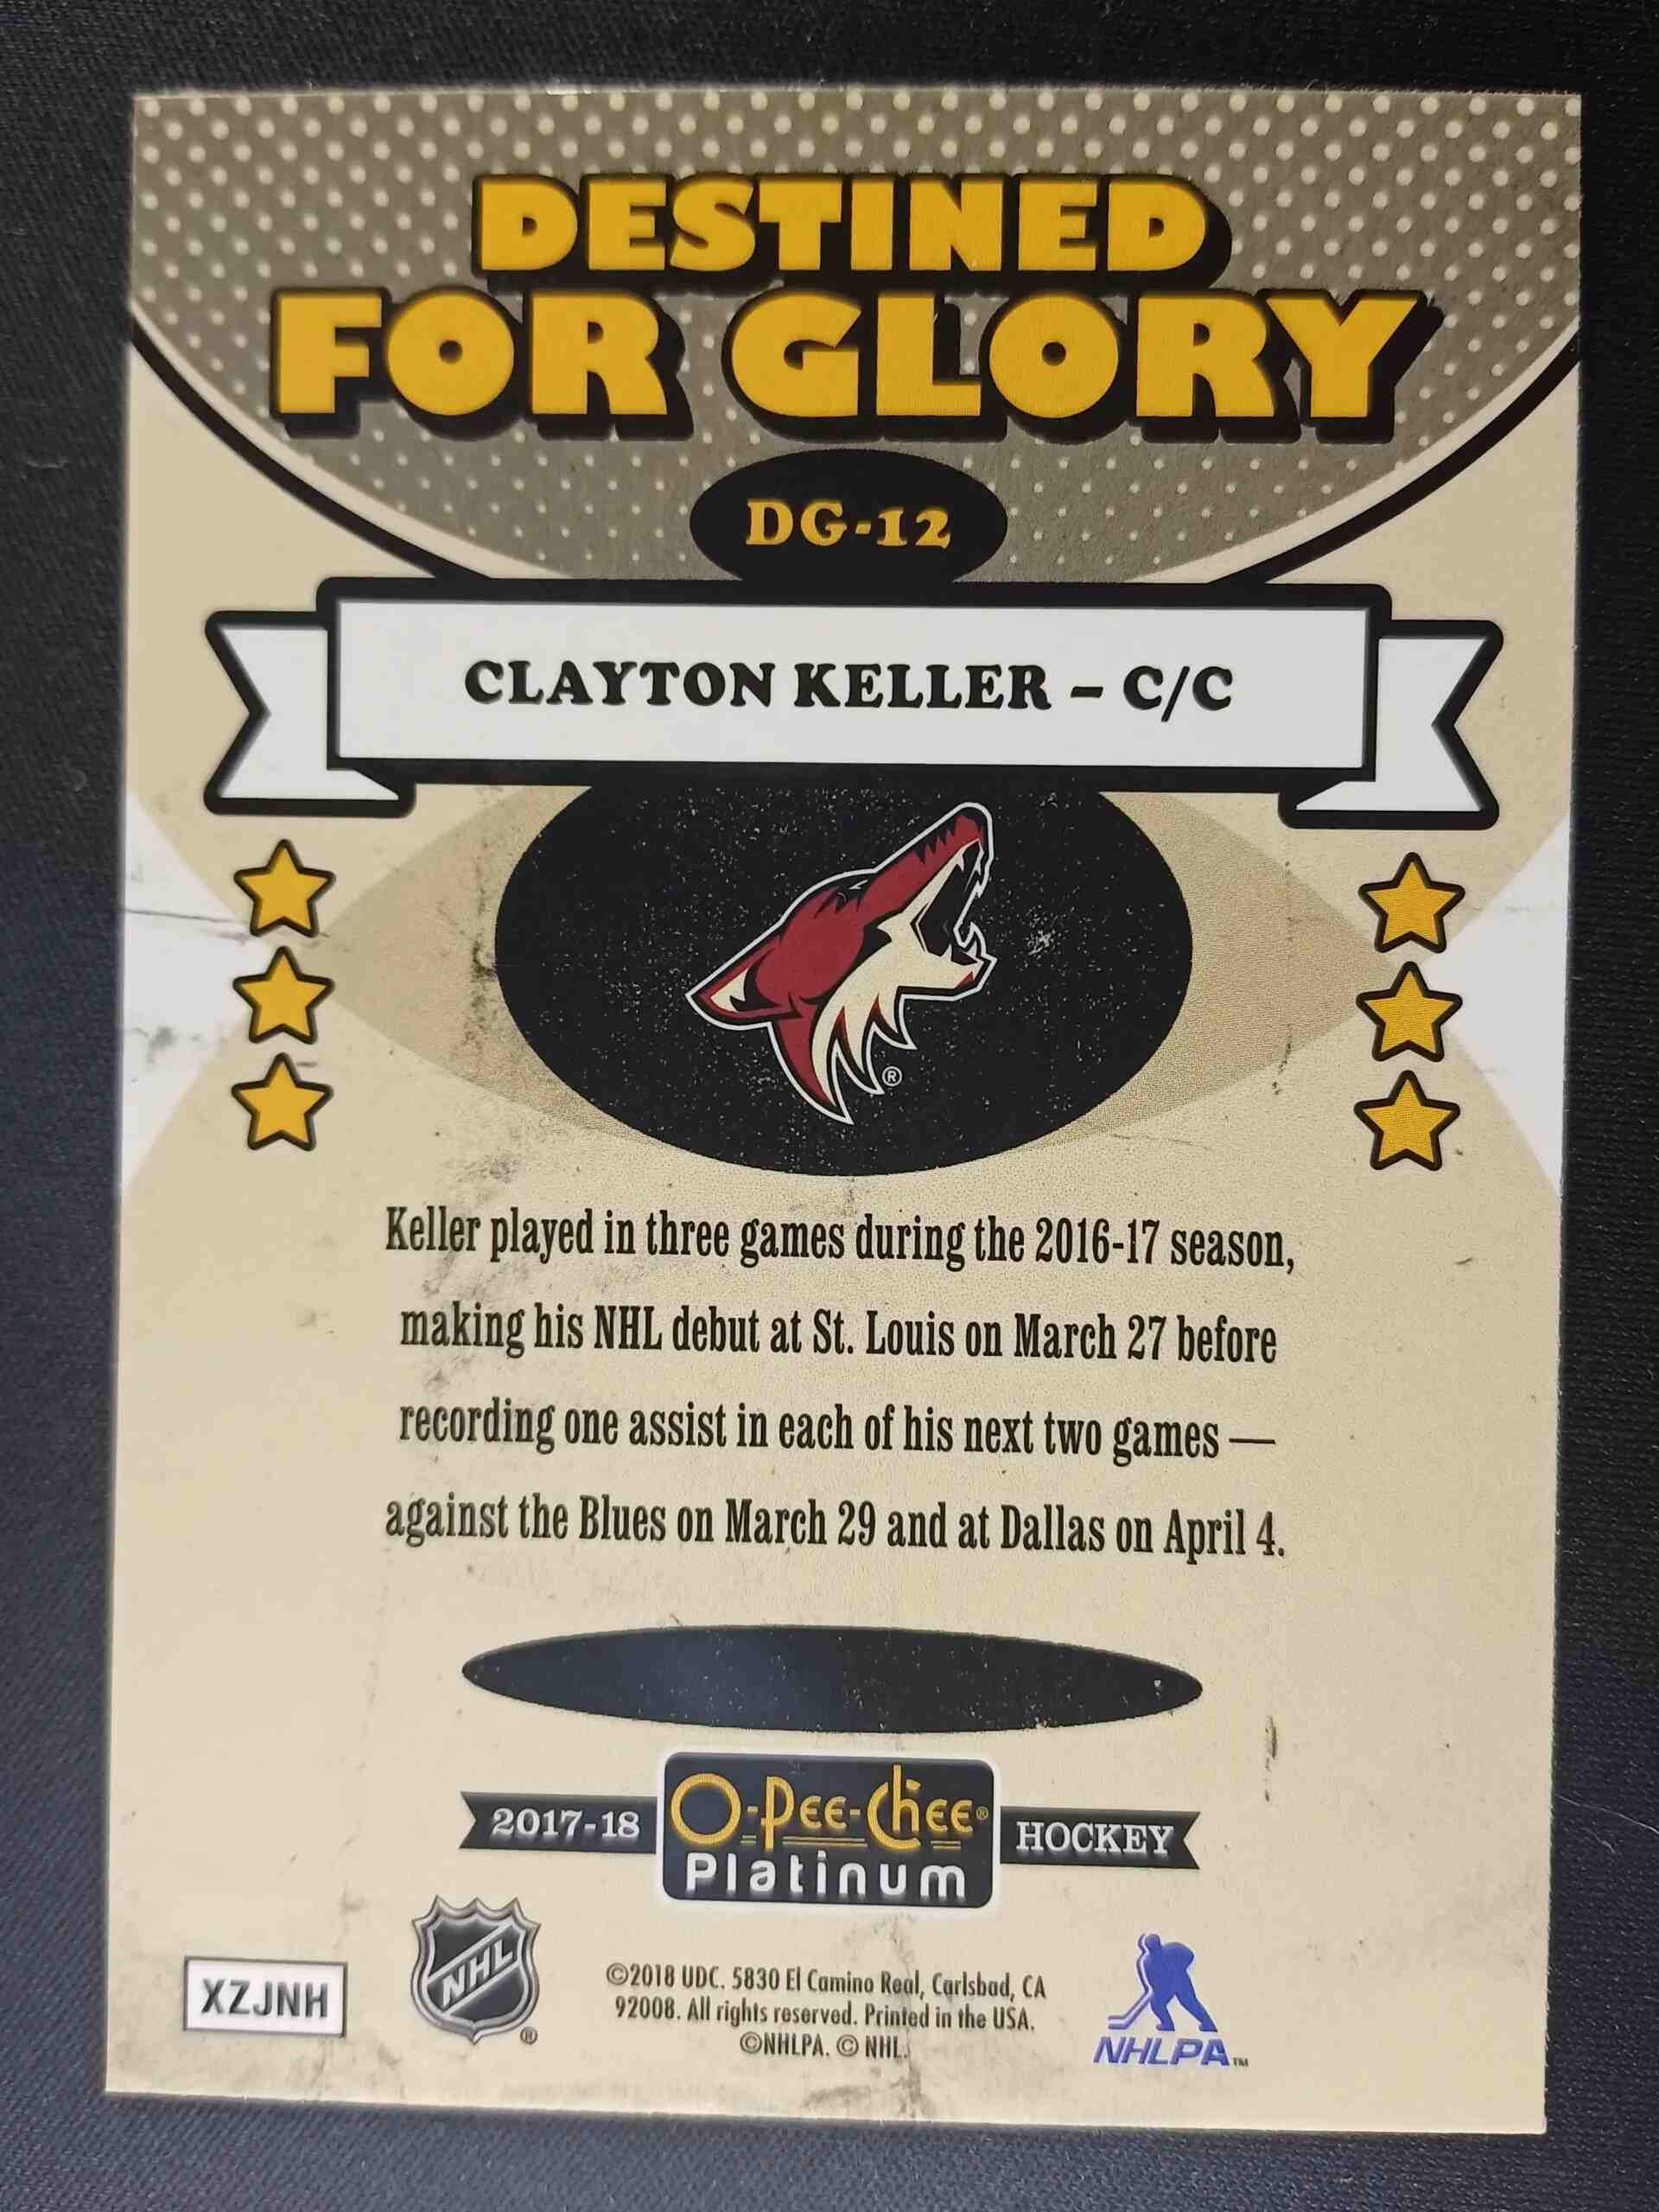 DESTINED
FOR GLORY
DG-12
CLAYTON KELLER – C/C
®
Keller played in three games during the 2016-17 season,
making his NHL debut at St. Louis on March 27 before
recording one assist in each of his next two games —
against the Blues on March 29 and at Dallas on April 4.
2017-18 O-Pee-Chee® HOCKEY
Platinum
XZJNH
NHL ®
©2018 UDC. 5830 El Camino Real, Carlsbad, CA
92008. All rights reserved. Printed in the USA.
©NHLPA. © NHL.
NHLPA™